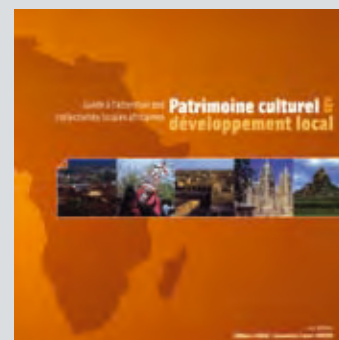 Guide à l'attention des
collectivités locales africaines
Patrimoine culturel &
développement local